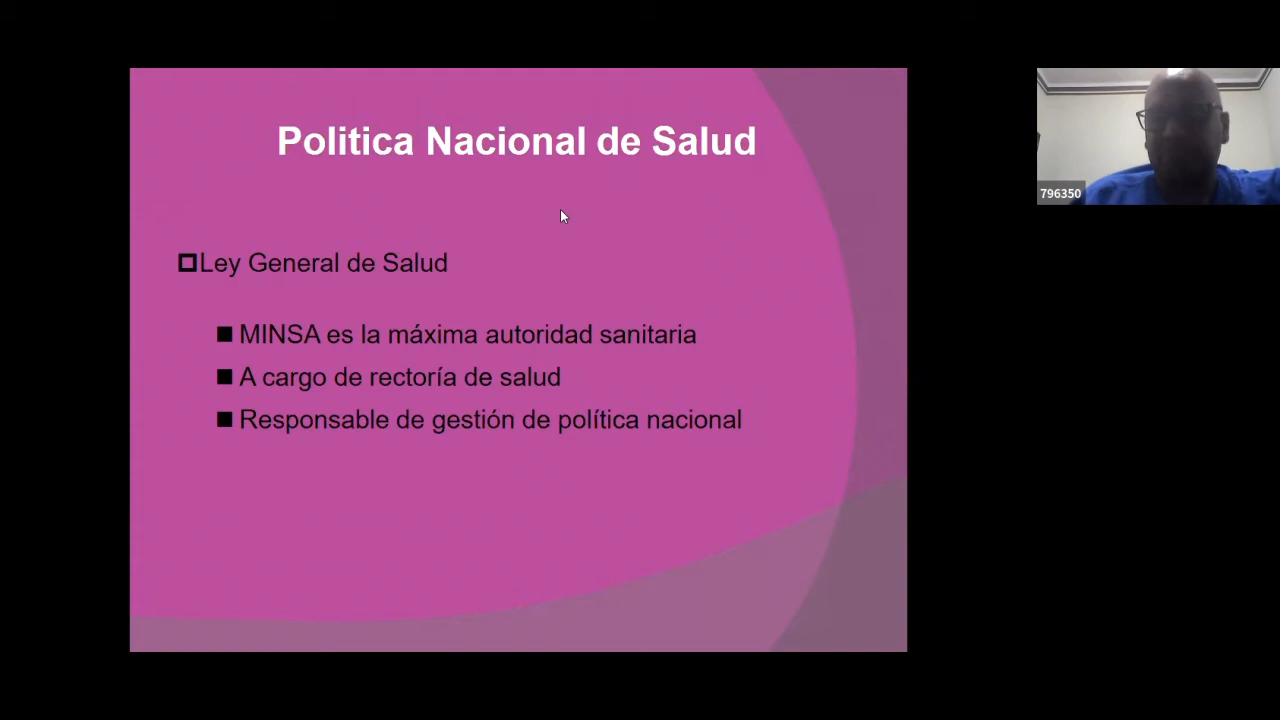 Politica Nacional de Salud
Ley General de Salud
MINSA es la máxima autoridad sanitaria
A cargo de rectoría de salud
Responsable de gestión de política nacional
796350